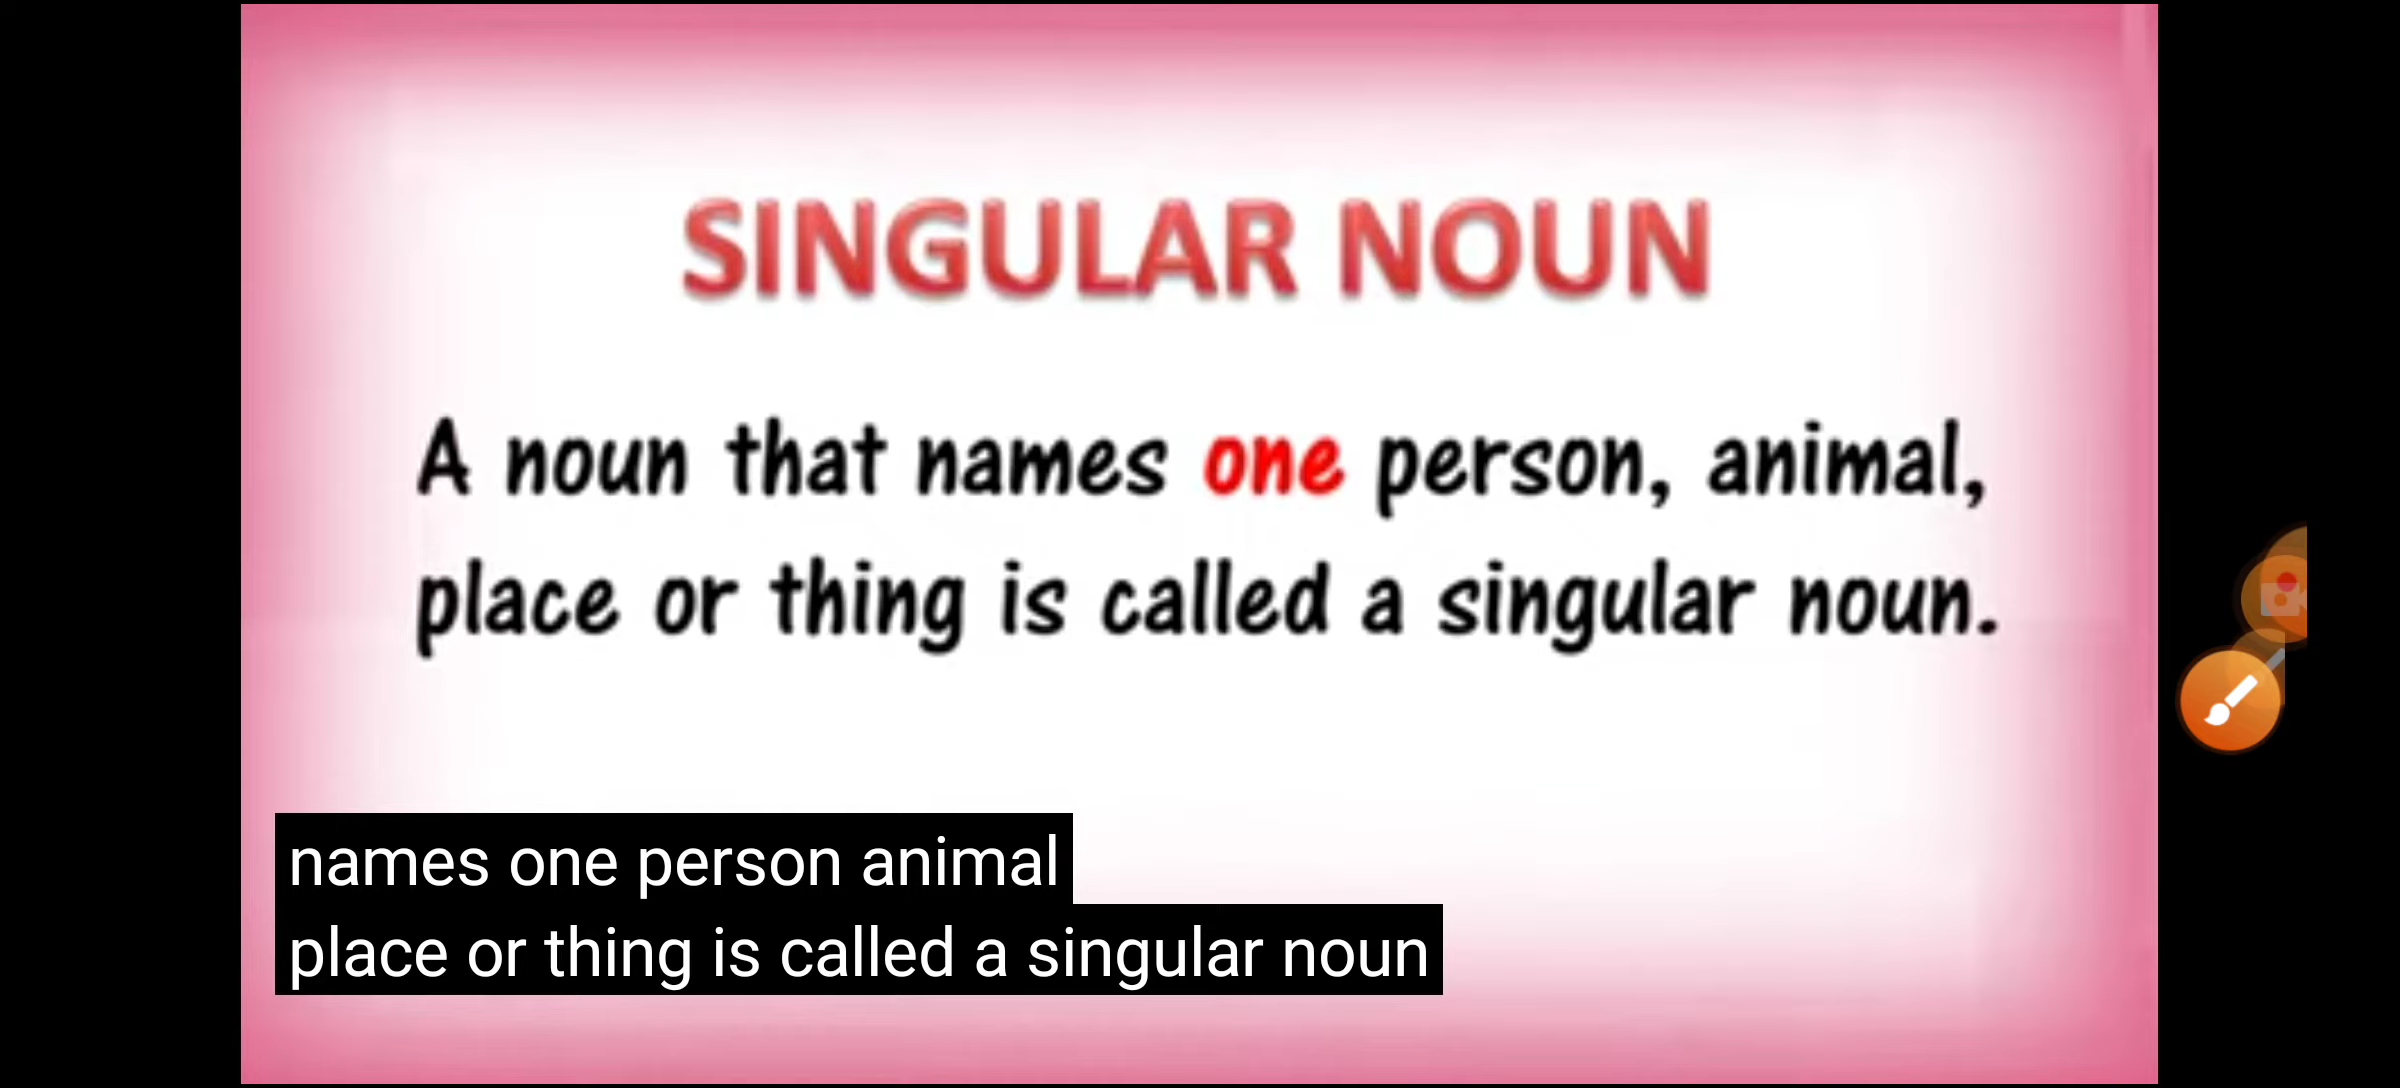 SINGULAR NOUN
A noun that names one person, animal,
place or thing is called a singular noun.
names one person animal
place or thing is called a singular noun